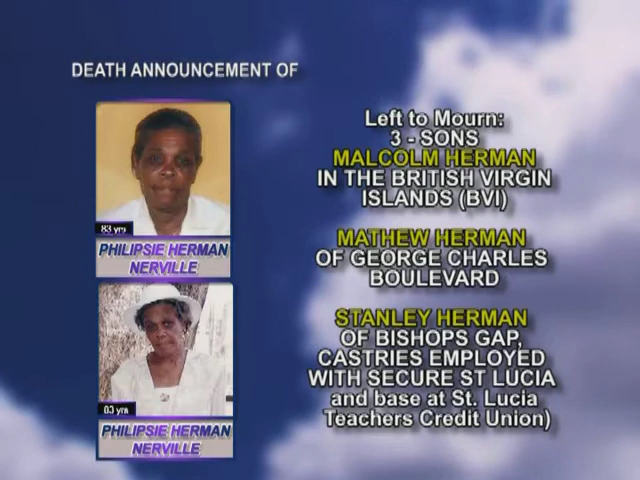 DEATH ANNOUNCEMENT OF
83 yrs
PHILIPSIE HERMAN
NERVILLE
83 yrs
PHILIPSIE HERMAN
NERVILLE
Left to Mourn:
3 - SONS
MALCOLM HERMAN
IN THE BRITISH VIRGIN
ISLANDS (BVI)
MATHEW HERMAN
OF GEORGE CHARLES
BOULEVARD
STANLEY HERMAN
OF BISHOPS GAP,
CASTRIES EMPLOYED
WITH SECURE ST LUCIA
and base at St. Lucia
Teachers Credit Union)